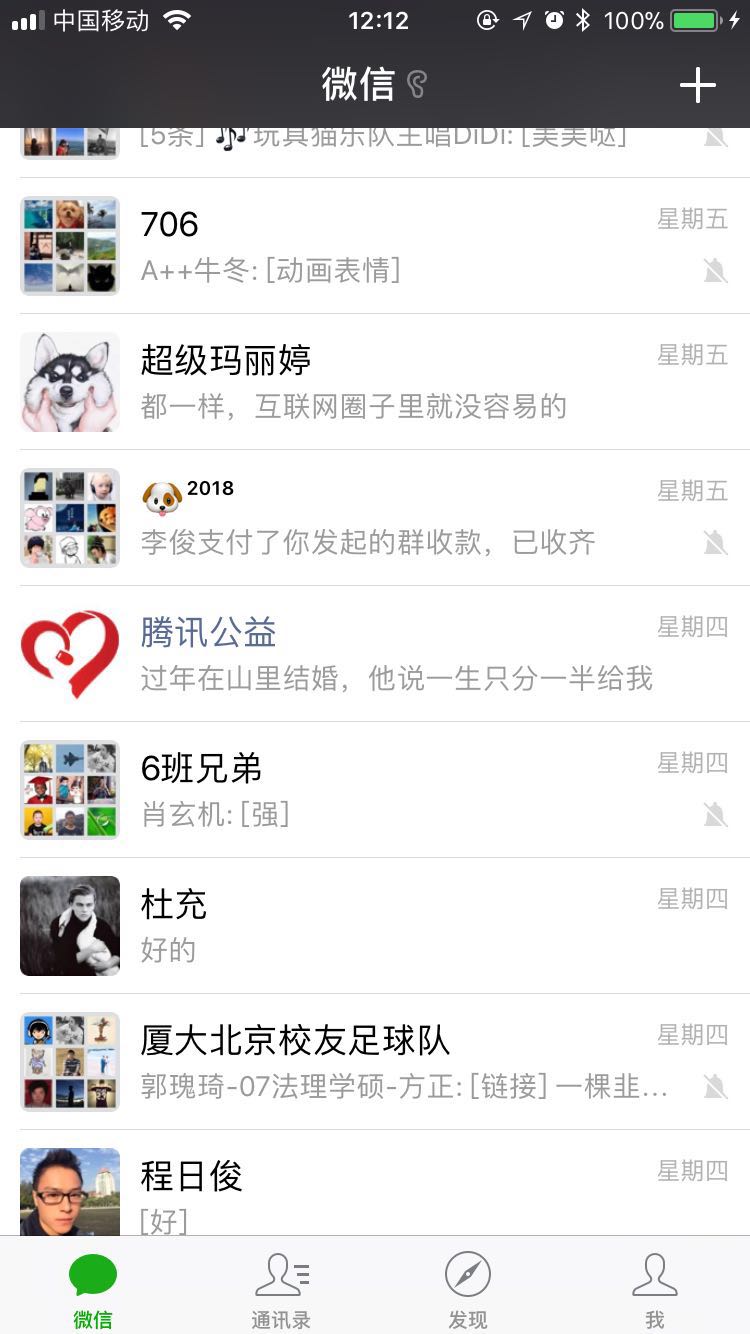 中国移动 12:12 100%
微信
[5条] 🎶玩具猫乐队主唱DiDi: [美美哒]
706 星期五
A++牛冬: [动画表情]
超级玛丽婷 星期五
都一样，互联网圈子里就没容易的
🐶2018 星期五
李俊支付了你发起的群收款，已收齐
腾讯公益 星期四
过年在山里结婚，他说一生只分一半给我
6班兄弟 星期四
肖玄机: [强]
杜充 星期四
好的
厦大北京校友足球队 星期四
郭瑰琦-07法理学硕-方正: [链接] 一棵韭...
程日俊 星期四
[好]
微信 通讯录 发现 我